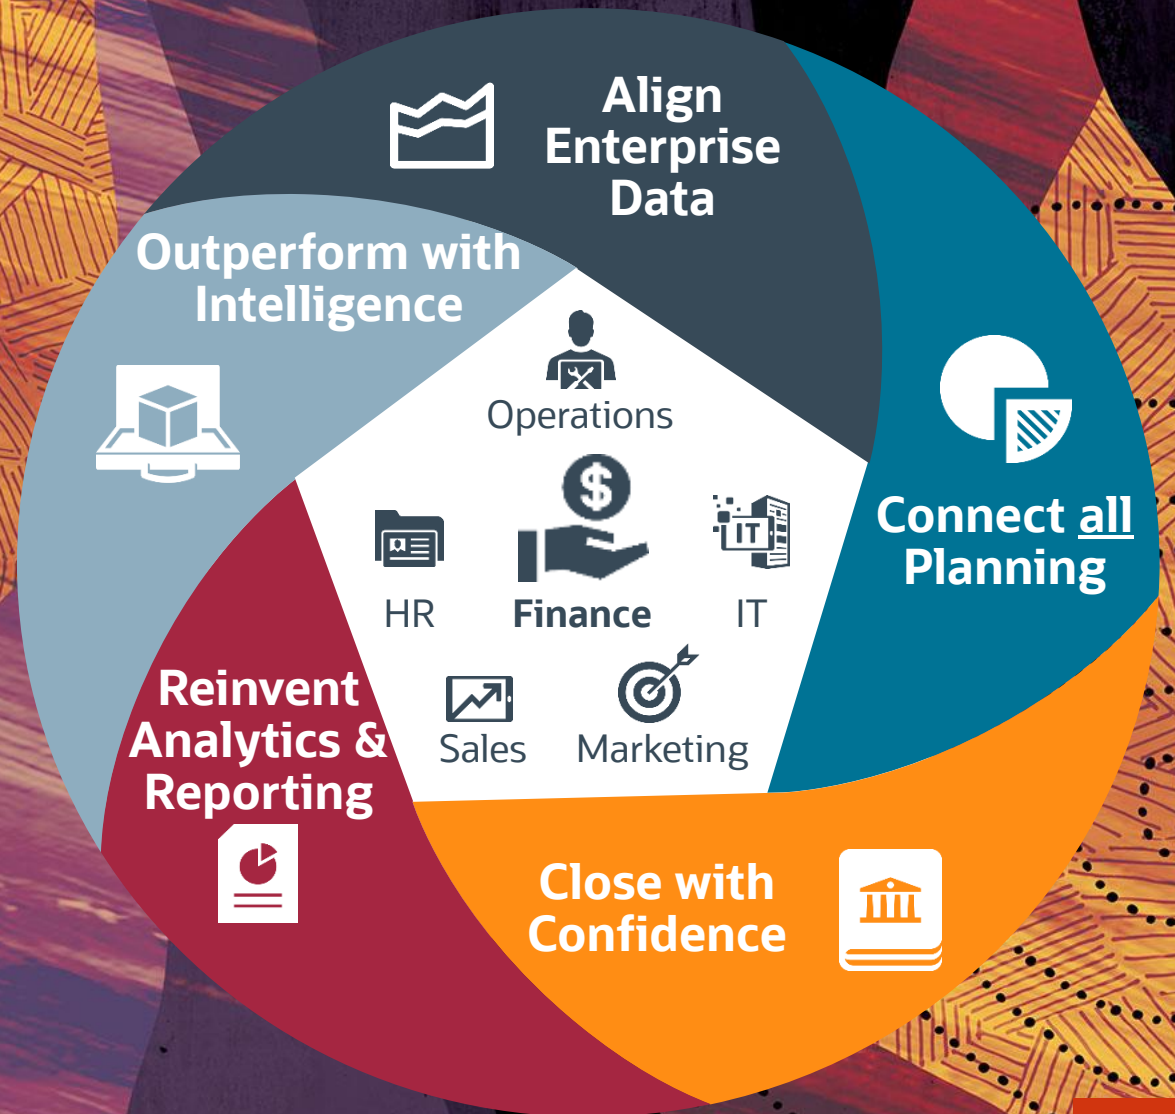 Align
Enterprise
Data
Outperform with
Intelligence
Connect all
Planning
Operations
$
IT
HR
Finance
IT
Sales
Marketing
Reinvent
Analytics &
Reporting
Close with
Confidence